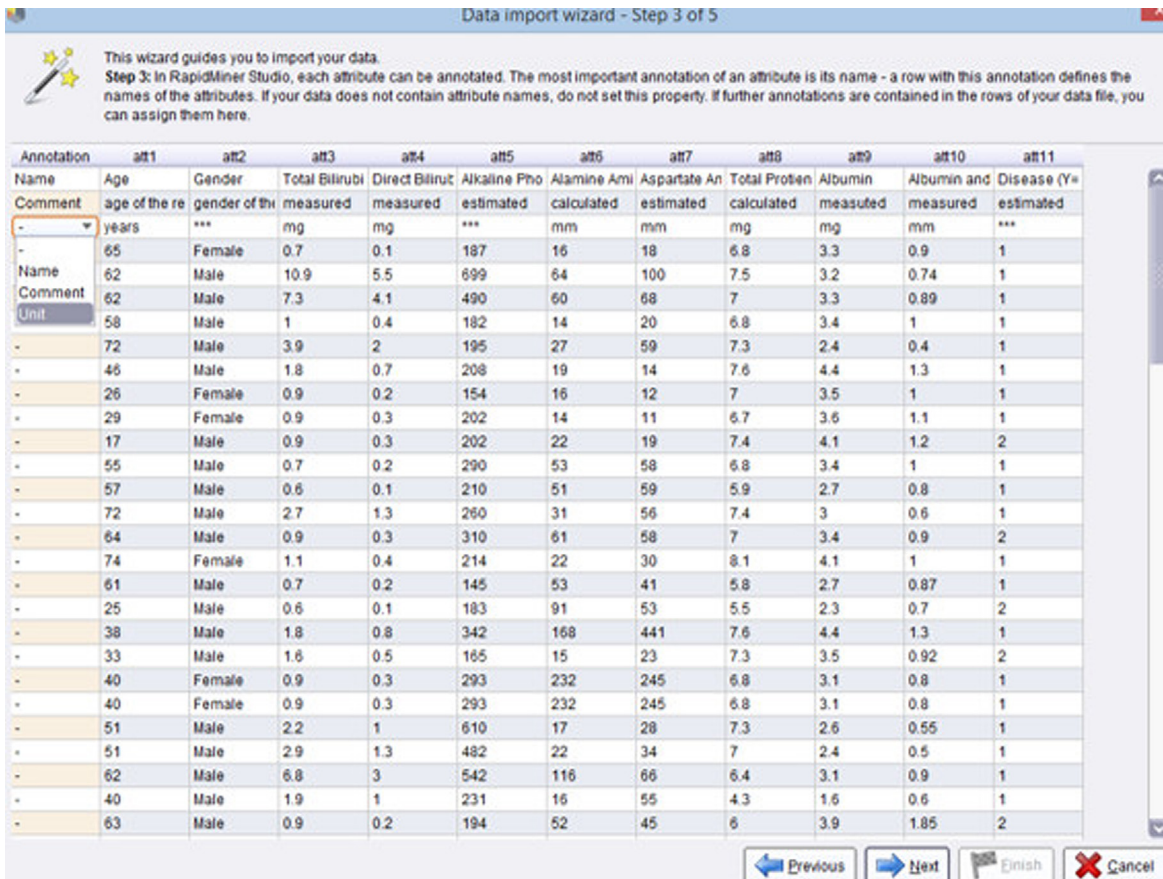 Data import wizard - Step 3 of 5
This wizard guides you to import your data.
Step 3: In RapidMiner Studio, each attribute can be annotated. The most important annotation of an attribute is its name - a row with this annotation defines the
names of the attributes. If your data does not contain attribute names, do not set this property. If further annotations are contained in the rows of your data file, you
can assign them here.
Annotation att1 att2 att3 att4 att5 att6 att7 att8 att9 att10 att11
Name Age Gender Total Bilirubi Direct Bilirub Alkaline Pho Alamine Ami Aspartate An Total Protien Albumin Albumin and Disease (Y=
Comment age of the re gender of the measured measured estimated calculated estimated calculated measuted measured estimated
- years *** mg mg *** mm mm mg mg mm ***
- 65 Female 0.7 0.1 187 16 18 6.8 3.3 0.9 1
Name 62 Male 10.9 5.5 699 64 100 7.5 3.2 0.74 1
Comment 62 Male 7.3 4.1 490 60 68 7 3.3 0.89 1
Unit 58 Male 1 0.4 182 14 20 6.8 3.4 1 1
- 72 Male 3.9 2 195 27 59 7.3 2.4 0.4 1
- 46 Male 1.8 0.7 208 19 14 7.6 4.4 1.3 1
- 26 Female 0.9 0.2 154 16 12 7 3.5 1 1
- 29 Female 0.9 0.3 202 14 11 6.7 3.6 1.1 1
- 17 Male 0.9 0.3 202 22 19 7.4 4.1 1.2 2
- 55 Male 0.7 0.2 290 53 58 6.8 3.4 1 1
- 57 Male 0.6 0.1 210 51 59 5.9 2.7 0.8 1
- 72 Male 2.7 1.3 260 31 56 7.4 3 0.6 1
- 64 Male 0.9 0.3 310 61 58 7 3.4 0.9 2
- 74 Female 1.1 0.4 214 22 30 8.1 4.1 1 1
- 61 Male 0.7 0.2 145 53 41 5.8 2.7 0.87 1
- 25 Male 0.6 0.1 183 91 53 5.5 2.3 0.7 2
- 38 Male 1.8 0.8 342 168 441 7.6 4.4 1.3 1
- 33 Male 1.6 0.5 165 15 23 7.3 3.5 0.92 2
- 40 Female 0.9 0.3 293 232 245 6.8 3.1 0.8 1
- 40 Female 0.9 0.3 293 232 245 6.8 3.1 0.8 1
- 51 Male 2.2 1 610 17 28 7.3 2.6 0.55 1
- 51 Male 2.9 1.3 482 22 34 7 2.4 0.5 1
- 62 Male 6.8 3 542 116 66 6.4 3.1 0.9 1
- 40 Male 1.9 1 231 16 55 4.3 1.6 0.6 1
- 63 Male 0.9 0.2 194 52 45 6 3.9 1.85 2
Previous Next Finish Cancel